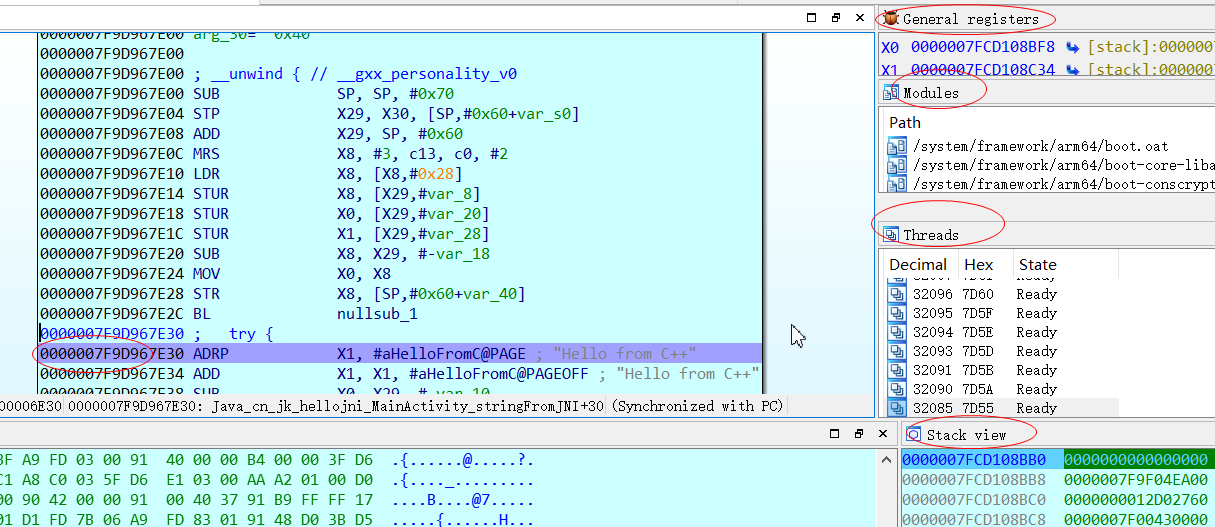 0000007F9D967E00 arg_30= 0x40
0000007F9D967E00
0000007F9D967E00 ; __unwind { // __gxx_personality_v0
0000007F9D967E00 SUB SP, SP, #0x70
0000007F9D967E04 STP X29, X30, [SP,#0x60+var_s0]
0000007F9D967E08 ADD X29, SP, #0x60
0000007F9D967E0C MRS X8, #3, c13, c0, #2
0000007F9D967E10 LDR X8, [X8,#0x28]
0000007F9D967E14 STUR X8, [X29,#var_8]
0000007F9D967E18 STUR X0, [X29,#var_20]
0000007F9D967E1C STUR X1, [X29,#var_28]
0000007F9D967E20 SUB X8, X29, #-var_18
0000007F9D967E24 MOV X0, X8
0000007F9D967E28 STR X8, [SP,#0x60+var_40]
0000007F9D967E2C BL nullsub_1
0000007F9D967E30 ; try {
0000007F9D967E30 ADRP X1, #aHelloFromC@PAGE ; "Hello from C++"
0000007F9D967E34 ADD X1, X1, #aHelloFromC@PAGEOFF ; "Hello from C++"
0000007F9D967E38 SUB X0, X29, #-var_10
00006E30 0000007F9D967E30: Java_cn_jk_hellojni_MainActivity_stringFromJNI+30 (Synchronized with PC)
General registers
X0 0000007FCD108BF8 [stack]:000000
X1 0000007FCD108C34 [stack]:000000
Modules
Path
/system/framework/arm64/boot.oat
/system/framework/arm64/boot-core-liba
/system/framework/arm64/boot-conscrypt
Threads
Decimal Hex State
32096 7D60 Ready
32095 7D5F Ready
32094 7D5E Ready
32093 7D5D Ready
32091 7D5B Ready
32090 7D5A Ready
32085 7D55 Ready
3F A9 FD 03 00 91 40 00 00 B4 00 00 3F D6 .{......@.....?.
C1 A8 C0 03 5F D6 E1 03 00 AA A2 01 00 D0 .{...._.........
00 90 42 00 00 91 00 40 37 91 B9 FF FF 17 ....B....@7.....
01 D1 FD 7B 06 A9 FD 83 01 91 48 D0 3B D5 .....{......H...
Stack view
0000007FCD108BB0 0000000000000000
0000007FCD108BB8 0000007F9F04EA00
0000007FCD108BC0 0000000012D02760
0000007FCD108BC8 0000007F00430000